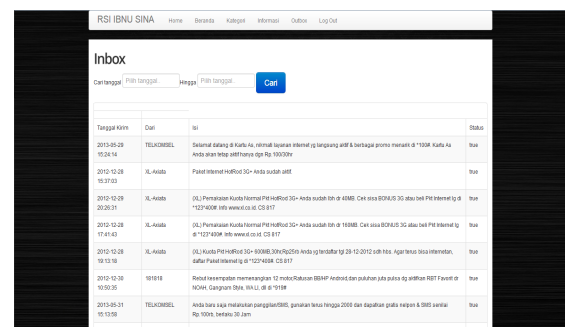 RSI IBNU SINA Home Beranda Kategori Informasi Outbox Log Out
Inbox
Cari tanggal Pilih tanggal. Hingga Pilih tanggal. Cari
Tanggal Kirim Dari Isi Status
2013-05-29 TELKOMSEL Selamat datang di Kartu As, nikmati layanan internet yg langsung aktif & berbagai promo menarik di *100#. Kartu As true
15:24:14 Anda akan tetap aktif hanya dgn Rp 100/30hr
2012-12-28 XL-Axiata Paket Internet HotRod 3G+ Anda sudah aktif. true
15:37:03
2012-12-29 XL-Axiata (XL) Pemakaian Kuota Normal Pkt HotRod 3G+ Anda sudah lbh dr 40MB. Cek sisa BONUS 3G atau beli Pkt Internet lg di true
20:26:31 *123*400#. Info www.xl.co.id. CS 817
2012-12-28 XL-Axiata (XL) Pemakaian Kuota Normal Pkt HotRod 3G+ Anda sudah lbh dr 160MB. Cek sisa BONUS 3G atau beli Pkt Internet lg true
17:41:43 di *123*400#. Info www.xl.co.id. CS 817
2012-12-28 XL-Axiata (XL) Kuota Pkt HotRod 3G+ 600MB,30hr,Rp25rb Anda yg terdaftar tgl 28-12-2012 sdh hbs. Agar terus bisa internetan, true
19:13:18 daftar Paket Internet lg di *123*400#. CS 817
2012-12-30 181818 Rebut kesempatan memenangkan 12 motor,Ratusan BB/HP Android,dan puluhan juta pulsa dg aktifkan RBT Favorit dr true
10:50:35 NOAH, Gangnam Style, WALI, dll di *919#
2013-05-31 TELKOMSEL Anda baru saja melakukan panggilan/SMS, gunakan terus hingga 2000 dan dapatkan gratis nelpon & SMS senilai true
15:13:58 Rp.100rb, berlaku 30 Jam